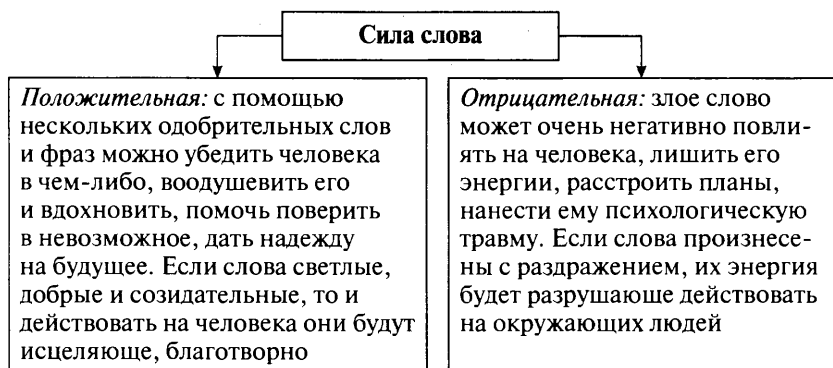 Сила слова
Положительная: с помощью
нескольких одобрительных слов
и фраз можно убедить человека
в чем-либо, воодушевить его
и вдохновить, помочь поверить
в невозможное, дать надежду
на будущее. Если слова светлые,
добрые и созидательные, то и
действовать на человека они будут
исцеляюще, благотворно
Отрицательная: злое слово
может очень негативно повли-
ять на человека, лишить его
энергии, расстроить планы,
нанести ему психологическую
травму. Если слова произнесе-
ны с раздражением, их энергия
будет разрушающе действовать
на окружающих людей